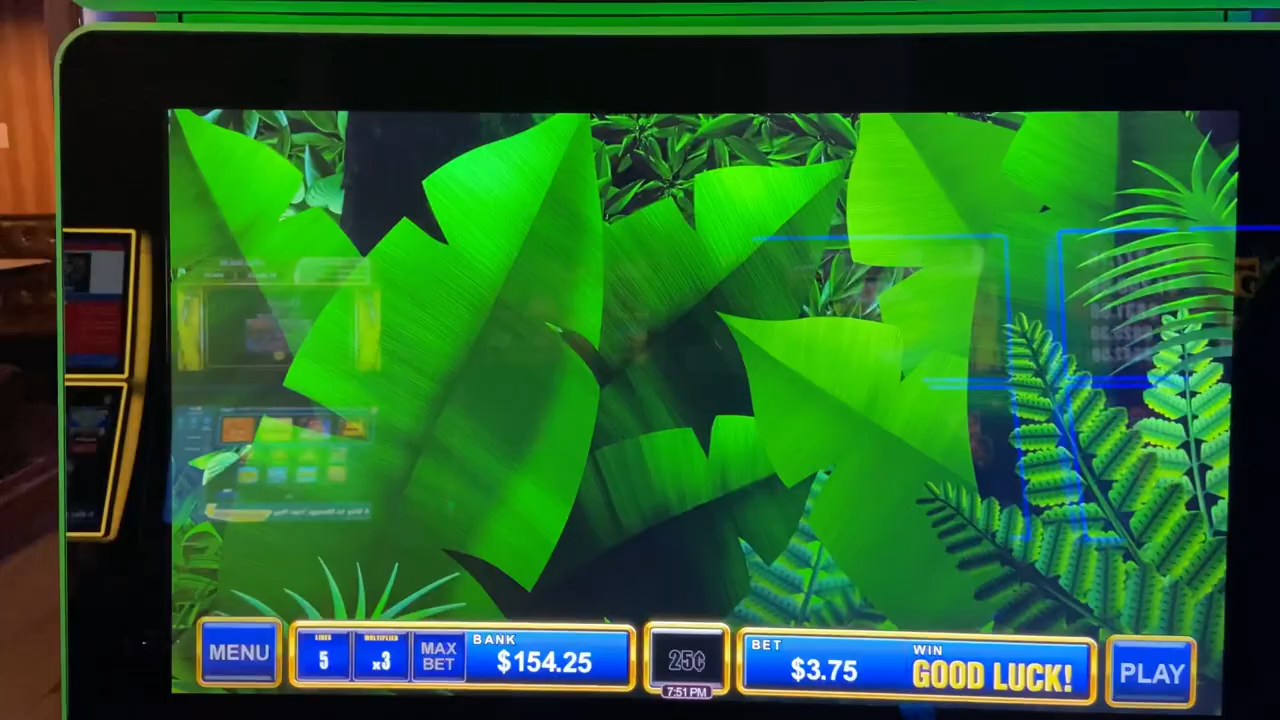 MENU
LINES
5
MULTIPLIER
x3
MAX
BET
BANK
$154.25
25¢
7:51 PM
BET
$3.75
WIN
GOOD LUCK!
PLAY